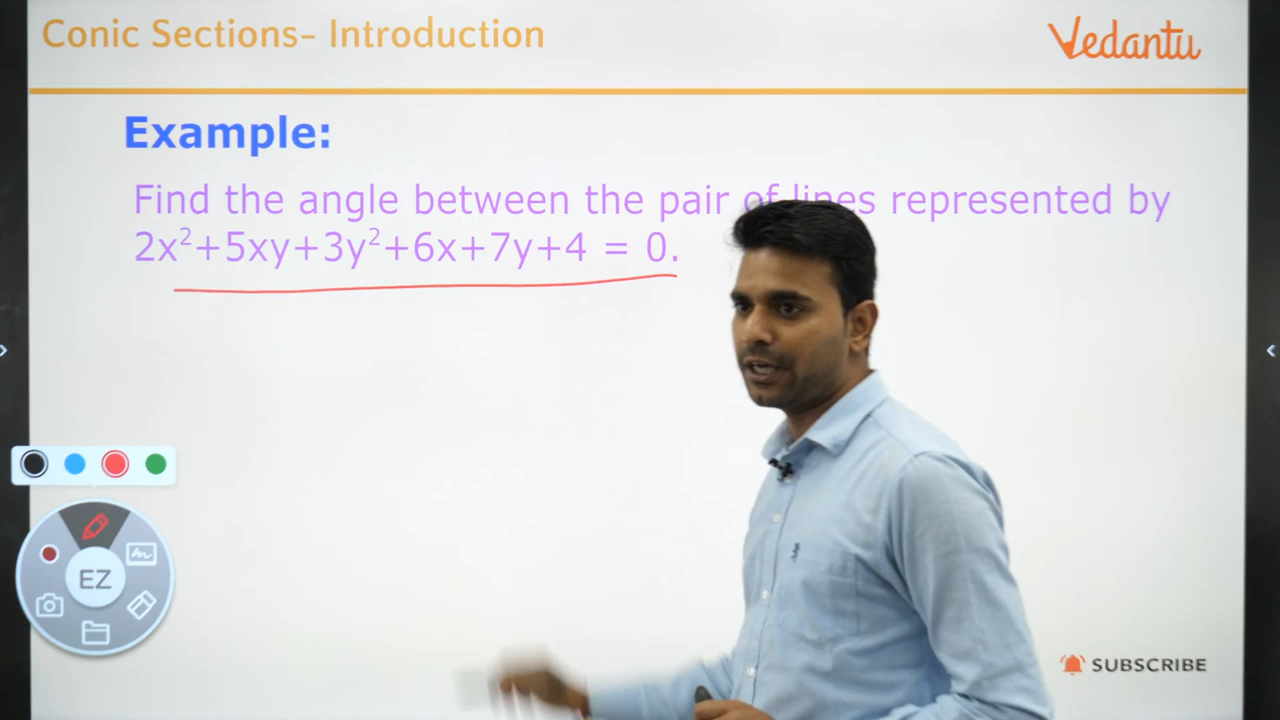 Conic Sections- Introduction
Vedantu
Example:
Find the angle between the pair of lines represented by
2x²+5xy+3y²+6x+7y+4 = 0.
EZ
SUBSCRIBE